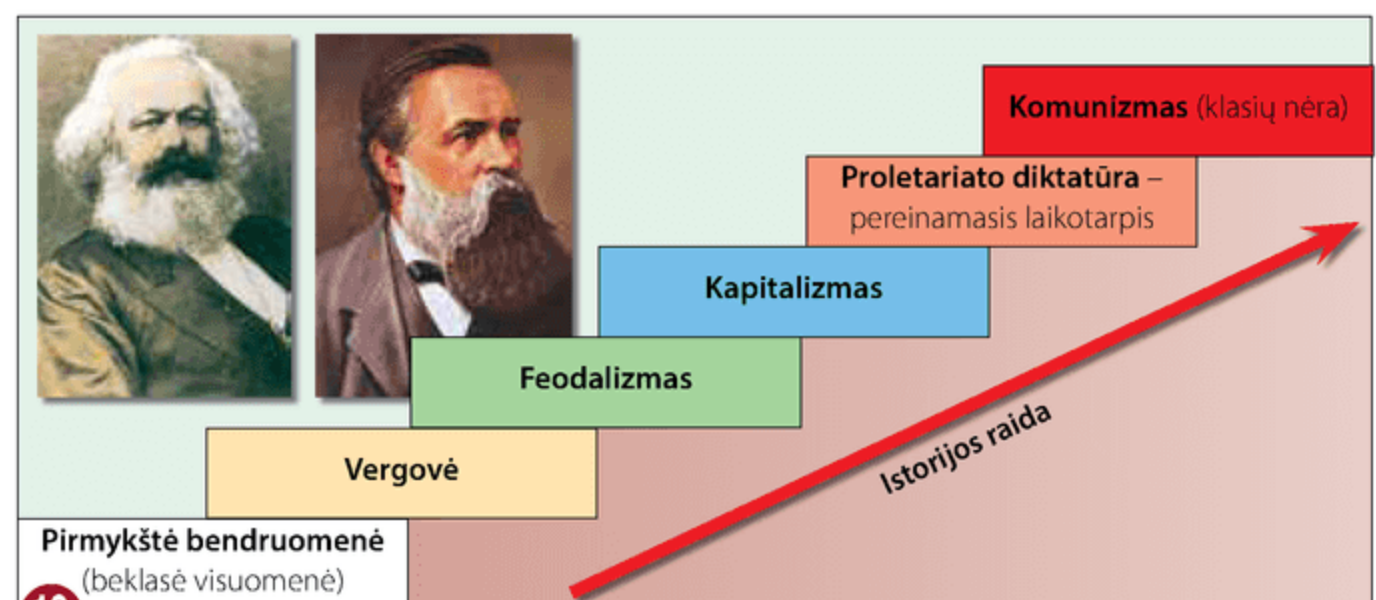 Komunizmas (klasių nėra)
Proletariato diktatūra –
pereinamasis laikotarpis
Kapitalizmas
Feodalizmas
Vergovė
Istorijos raida
Pirmykštė bendruomenė
(beklasė visuomenė)